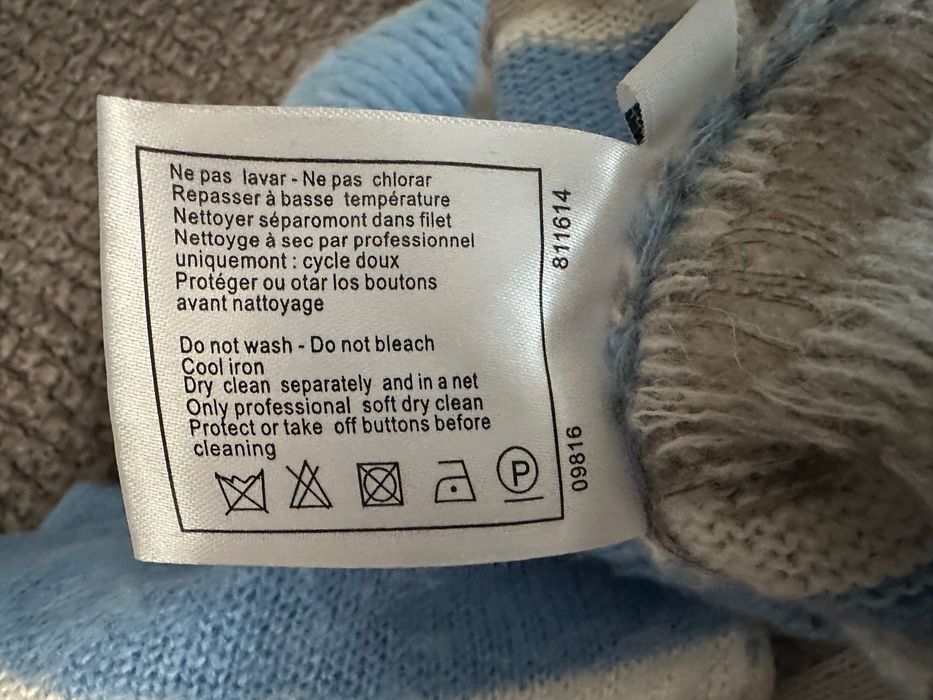 Ne pas lavar - Ne pas chlorar
Repasser à basse température
Nettoyer séparomont dans filet
Nettoyge à sec par professionnel
uniquemont : cycle doux
Protéger ou otar los boutons
avant nattoyage
Do not wash - Do not bleach
Cool iron
Dry clean separately and in a net
Only professional soft dry clean
Protect or take off buttons before
cleaning
P
811614
09816